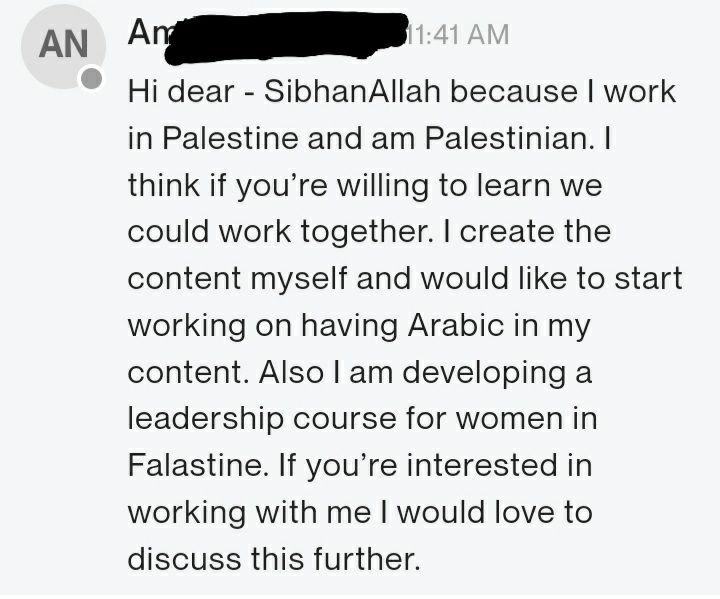 AN
Am 11:41 AM
Hi dear - SibhanAllah because I work
in Palestine and am Palestinian. I
think if you're willing to learn we
could work together. I create the
content myself and would like to start
working on having Arabic in my
content. Also I am developing a
leadership course for women in
Falastine. If you're interested in
working with me I would love to
discuss this further.